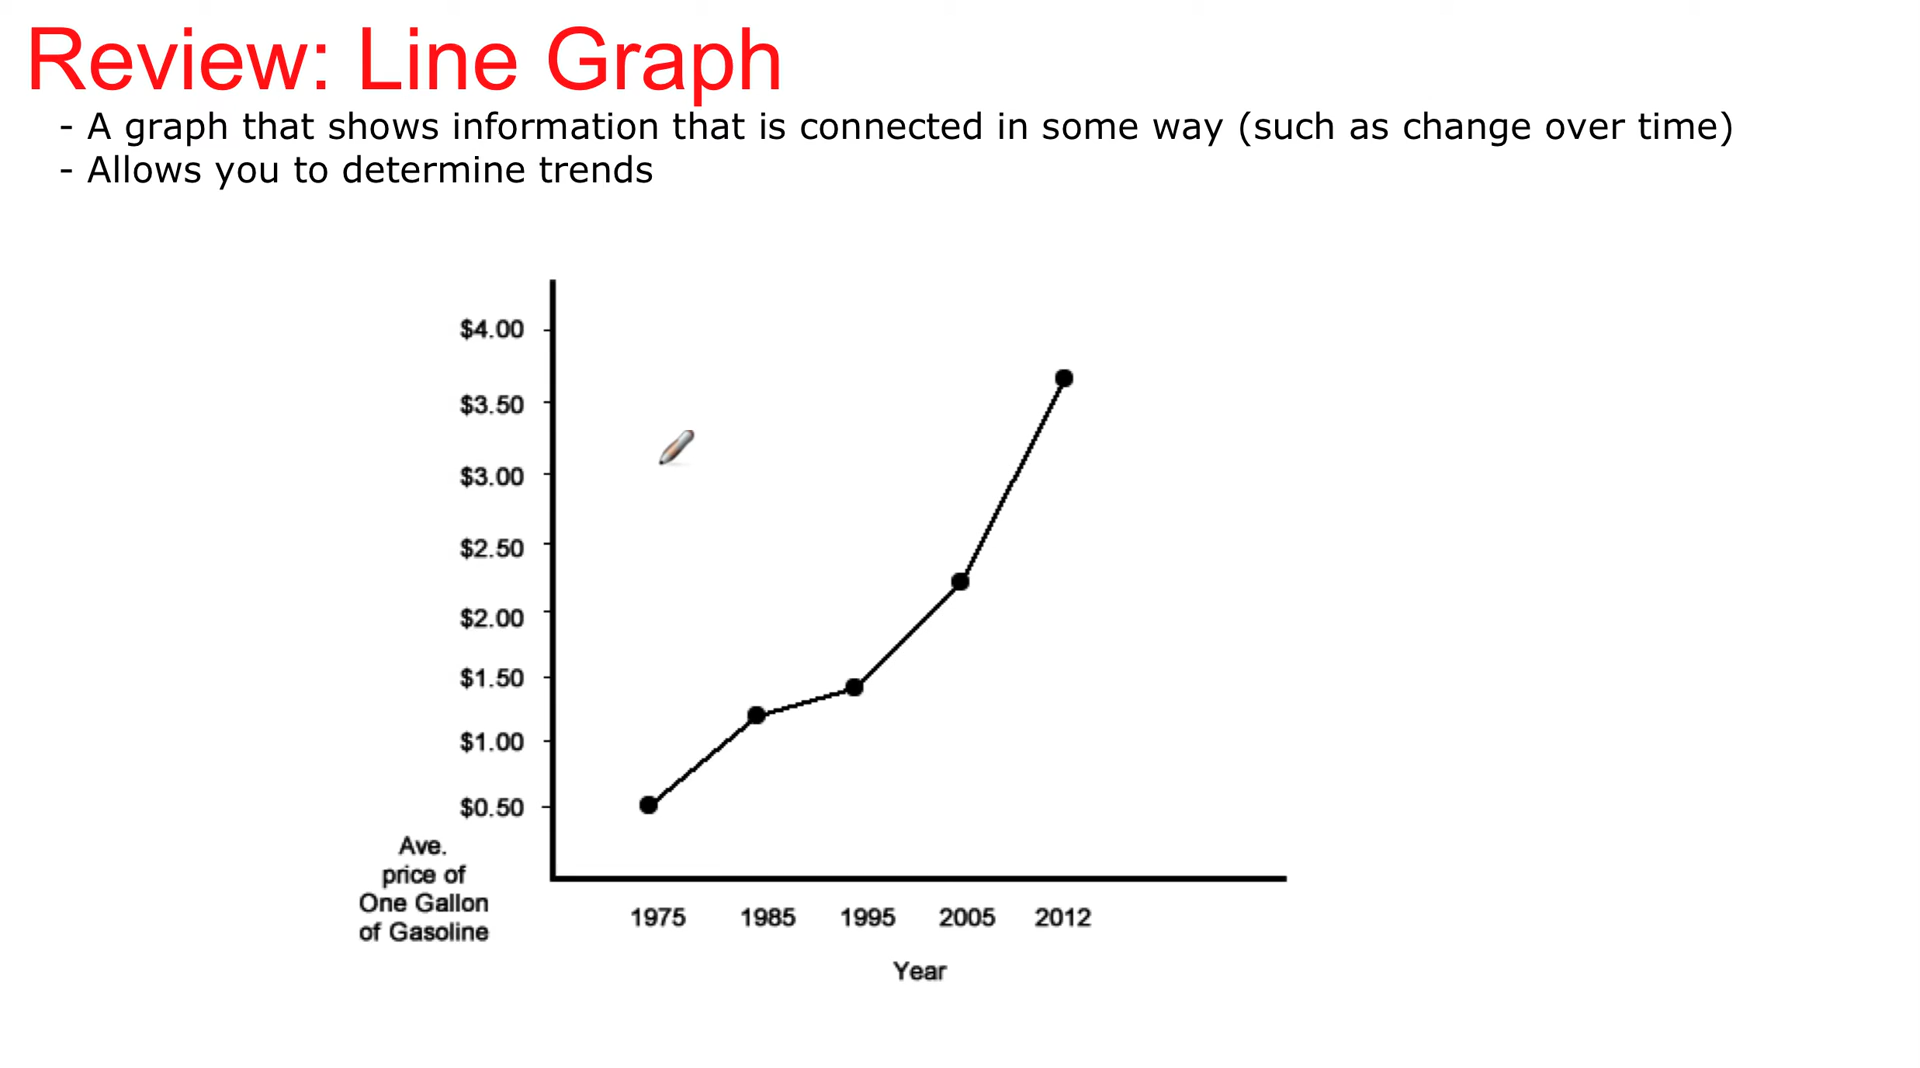 Review: Line Graph
- A graph that shows information that is connected in some way (such as change over time)
- Allows you to determine trends
$4.00
$3.50
$3.00
$2.50
$2.00
$1.50
$1.00
$0.50
Ave.
price of
One Gallon
of Gasoline
1975 1985 1995 2005 2012
Year